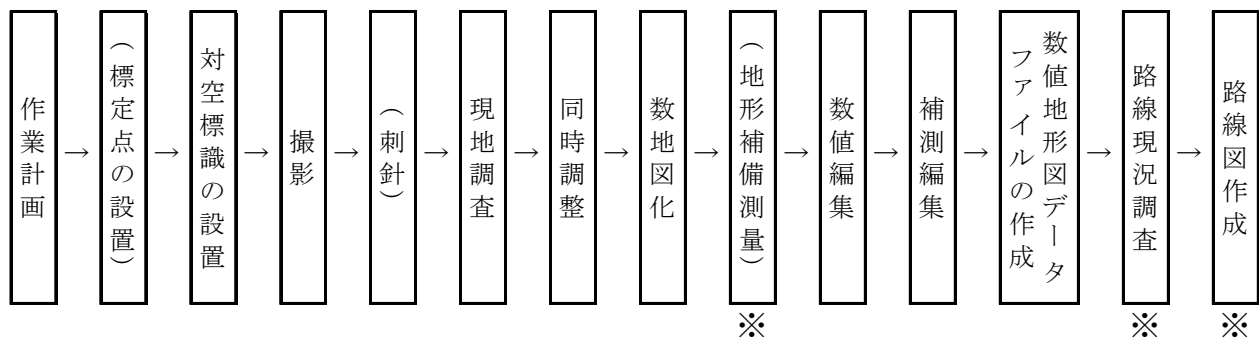 作業計画
→
（標定点の設置）
→
対空標識の設置
→
撮影
→
（刺針）
→
現地調査
→
同時調整
→
数地図化
→
（地形補備測量）
※
→
数値編集
→
補測編集
→
数値地形図データ
ファイルの作成
→
路線現況調査
※
→
路線図作成
※